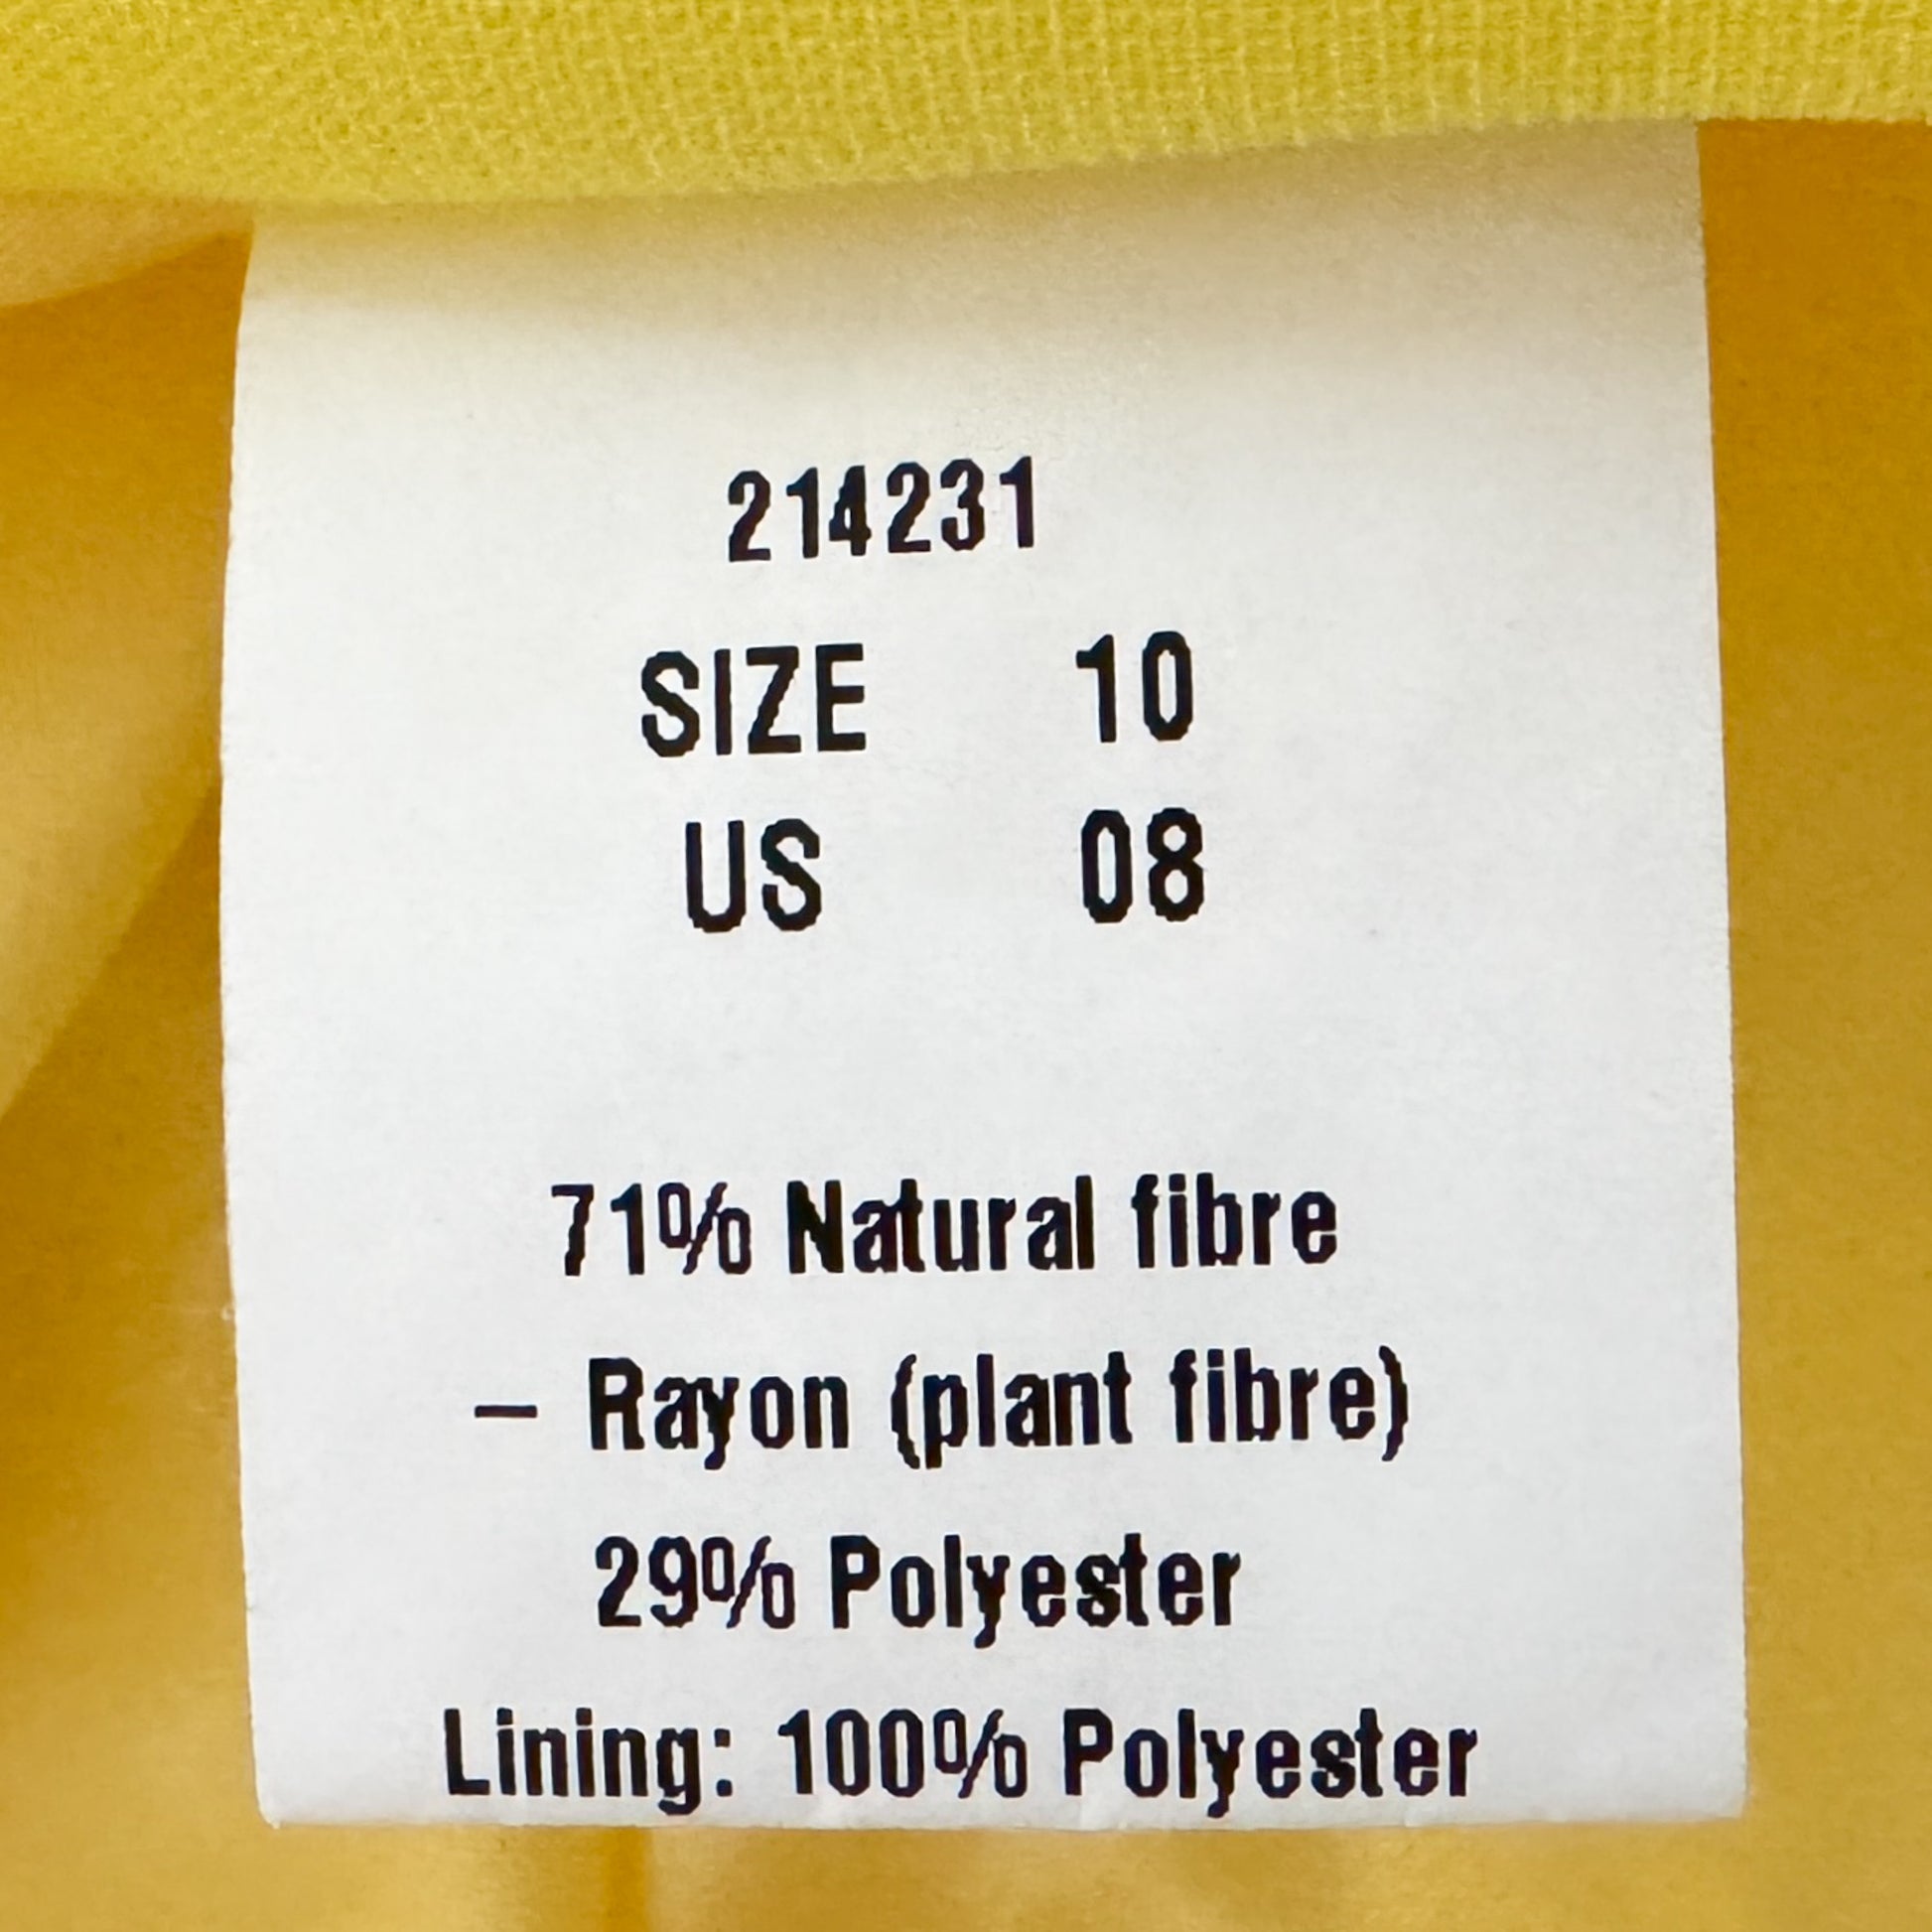 214231
SIZE 10
US 08
71% Natural fibre
– Rayon (plant fibre)
29% Polyester
Lining: 100% Polyester